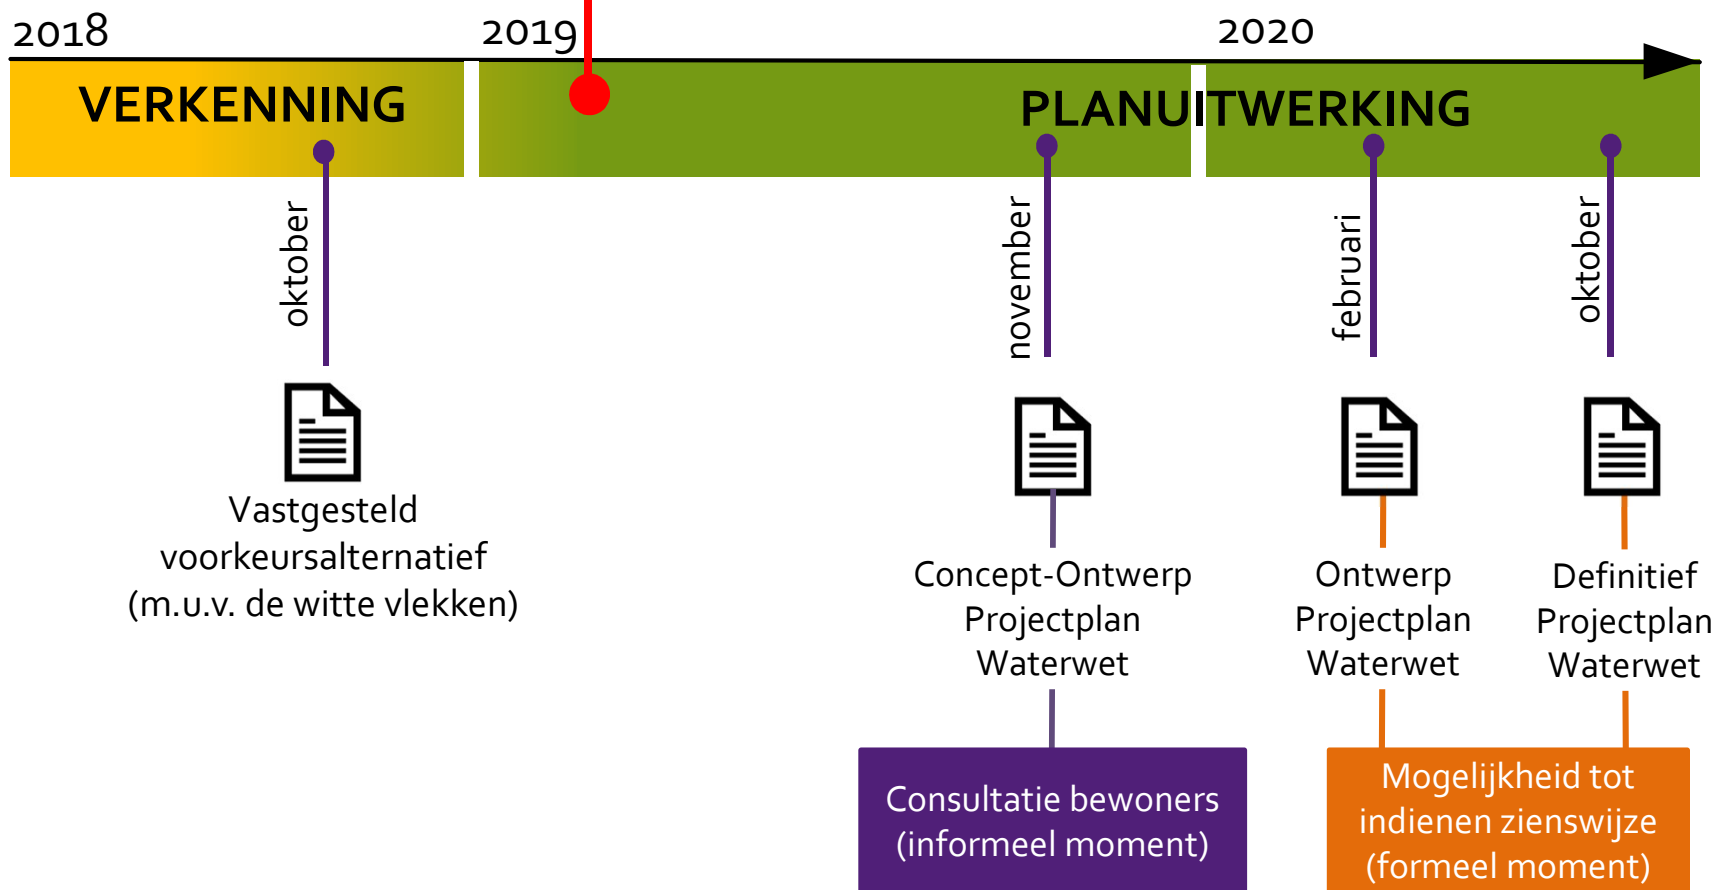 2018
2019
2020
VERKENNING
PLANUITWERKING
oktober
november
februari
oktober
Vastgesteld
voorkeursalternatief
(m.u.v. de witte vlekken)
Concept-Ontwerp
Projectplan
Waterwet
Ontwerp
Projectplan
Waterwet
Definitief
Projectplan
Waterwet
Consultatie bewoners
(informeel moment)
Mogelijkheid tot
indienen zienswijze
(formeel moment)